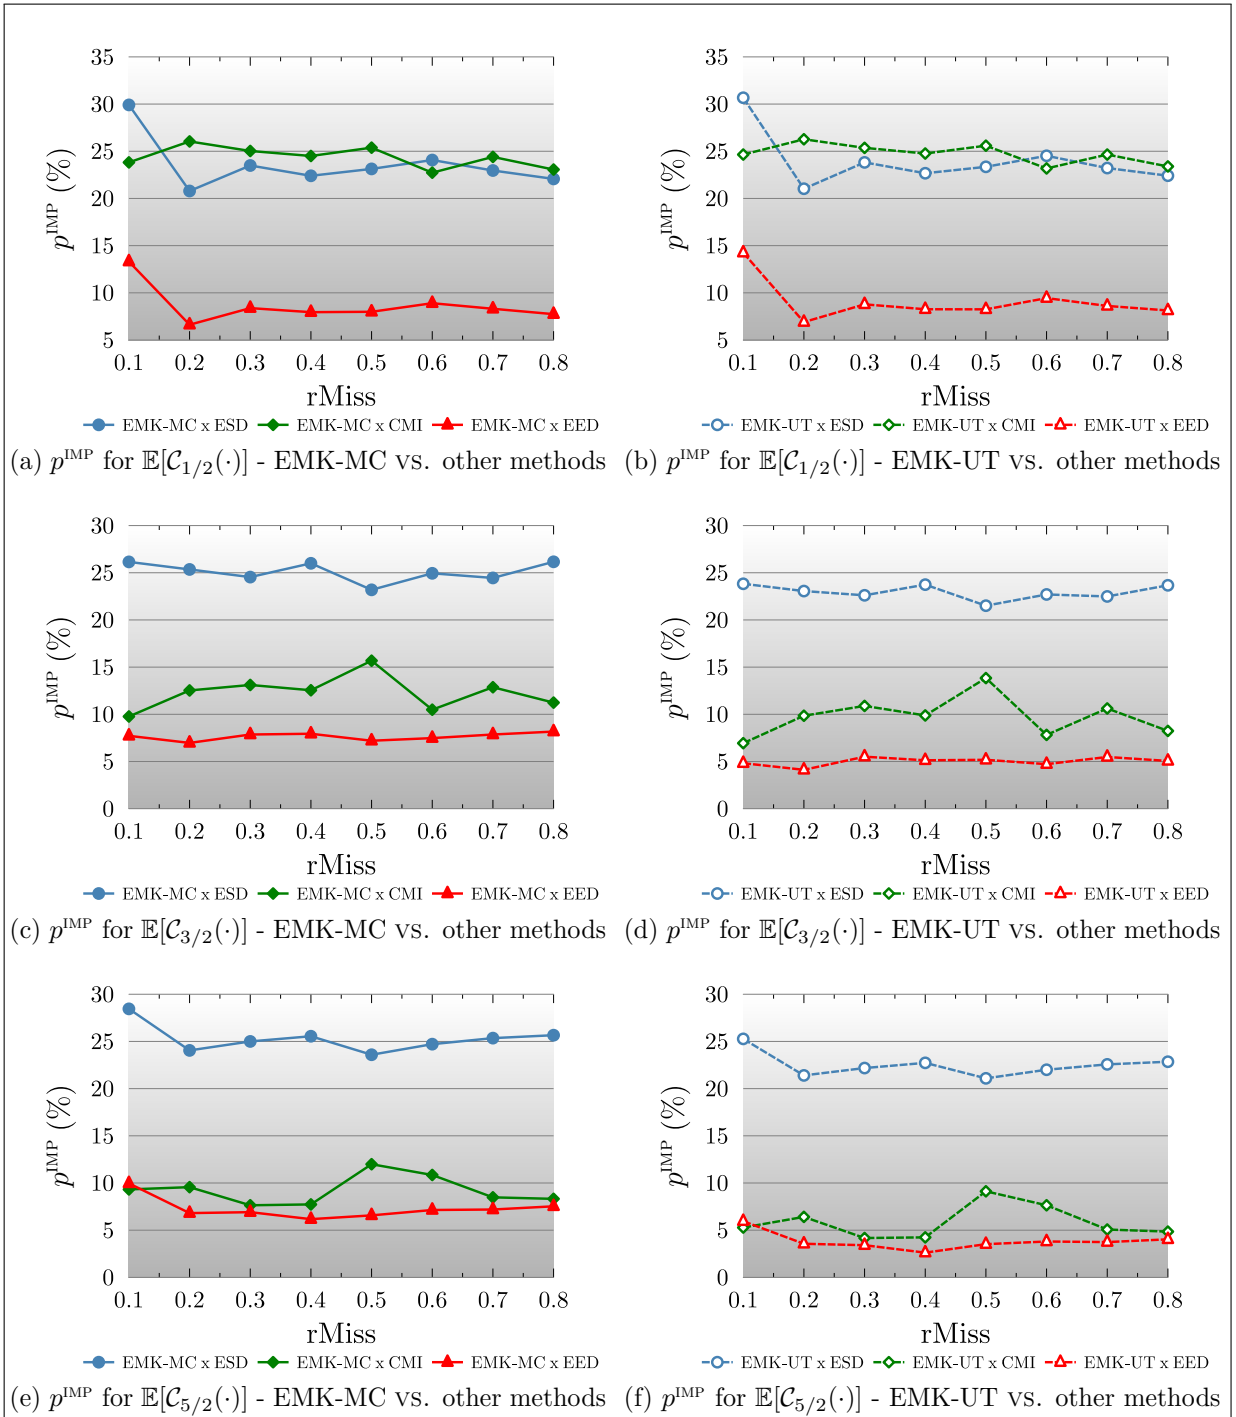 35
30
25
20
15
10
5
p^IMP (%)
0.1 0.2 0.3 0.4 0.5 0.6 0.7 0.8
rMiss
EMK-MC x ESD EMK-MC x CMI EMK-MC x EED
(a) p^IMP for 𝔼[𝒞_{1/2}(·)] - EMK-MC vs. other methods
35
30
25
20
15
10
5
p^IMP (%)
0.1 0.2 0.3 0.4 0.5 0.6 0.7 0.8
rMiss
EMK-UT x ESD EMK-UT x CMI EMK-UT x EED
(b) p^IMP for 𝔼[𝒞_{1/2}(·)] - EMK-UT vs. other methods
30
25
20
15
10
5
0
p^IMP (%)
0.1 0.2 0.3 0.4 0.5 0.6 0.7 0.8
rMiss
EMK-MC x ESD EMK-MC x CMI EMK-MC x EED
(c) p^IMP for 𝔼[𝒞_{3/2}(·)] - EMK-MC vs. other methods
30
25
20
15
10
5
0
p^IMP (%)
0.1 0.2 0.3 0.4 0.5 0.6 0.7 0.8
rMiss
EMK-UT x ESD EMK-UT x CMI EMK-UT x EED
(d) p^IMP for 𝔼[𝒞_{3/2}(·)] - EMK-UT vs. other methods
30
25
20
15
10
5
0
p^IMP (%)
0.1 0.2 0.3 0.4 0.5 0.6 0.7 0.8
rMiss
EMK-MC x ESD EMK-MC x CMI EMK-MC x EED
(e) p^IMP for 𝔼[𝒞_{5/2}(·)] - EMK-MC vs. other methods
30
25
20
15
10
5
0
p^IMP (%)
0.1 0.2 0.3 0.4 0.5 0.6 0.7 0.8
rMiss
EMK-UT x ESD EMK-UT x CMI EMK-UT x EED
(f) p^IMP for 𝔼[𝒞_{5/2}(·)] - EMK-UT vs. other methods